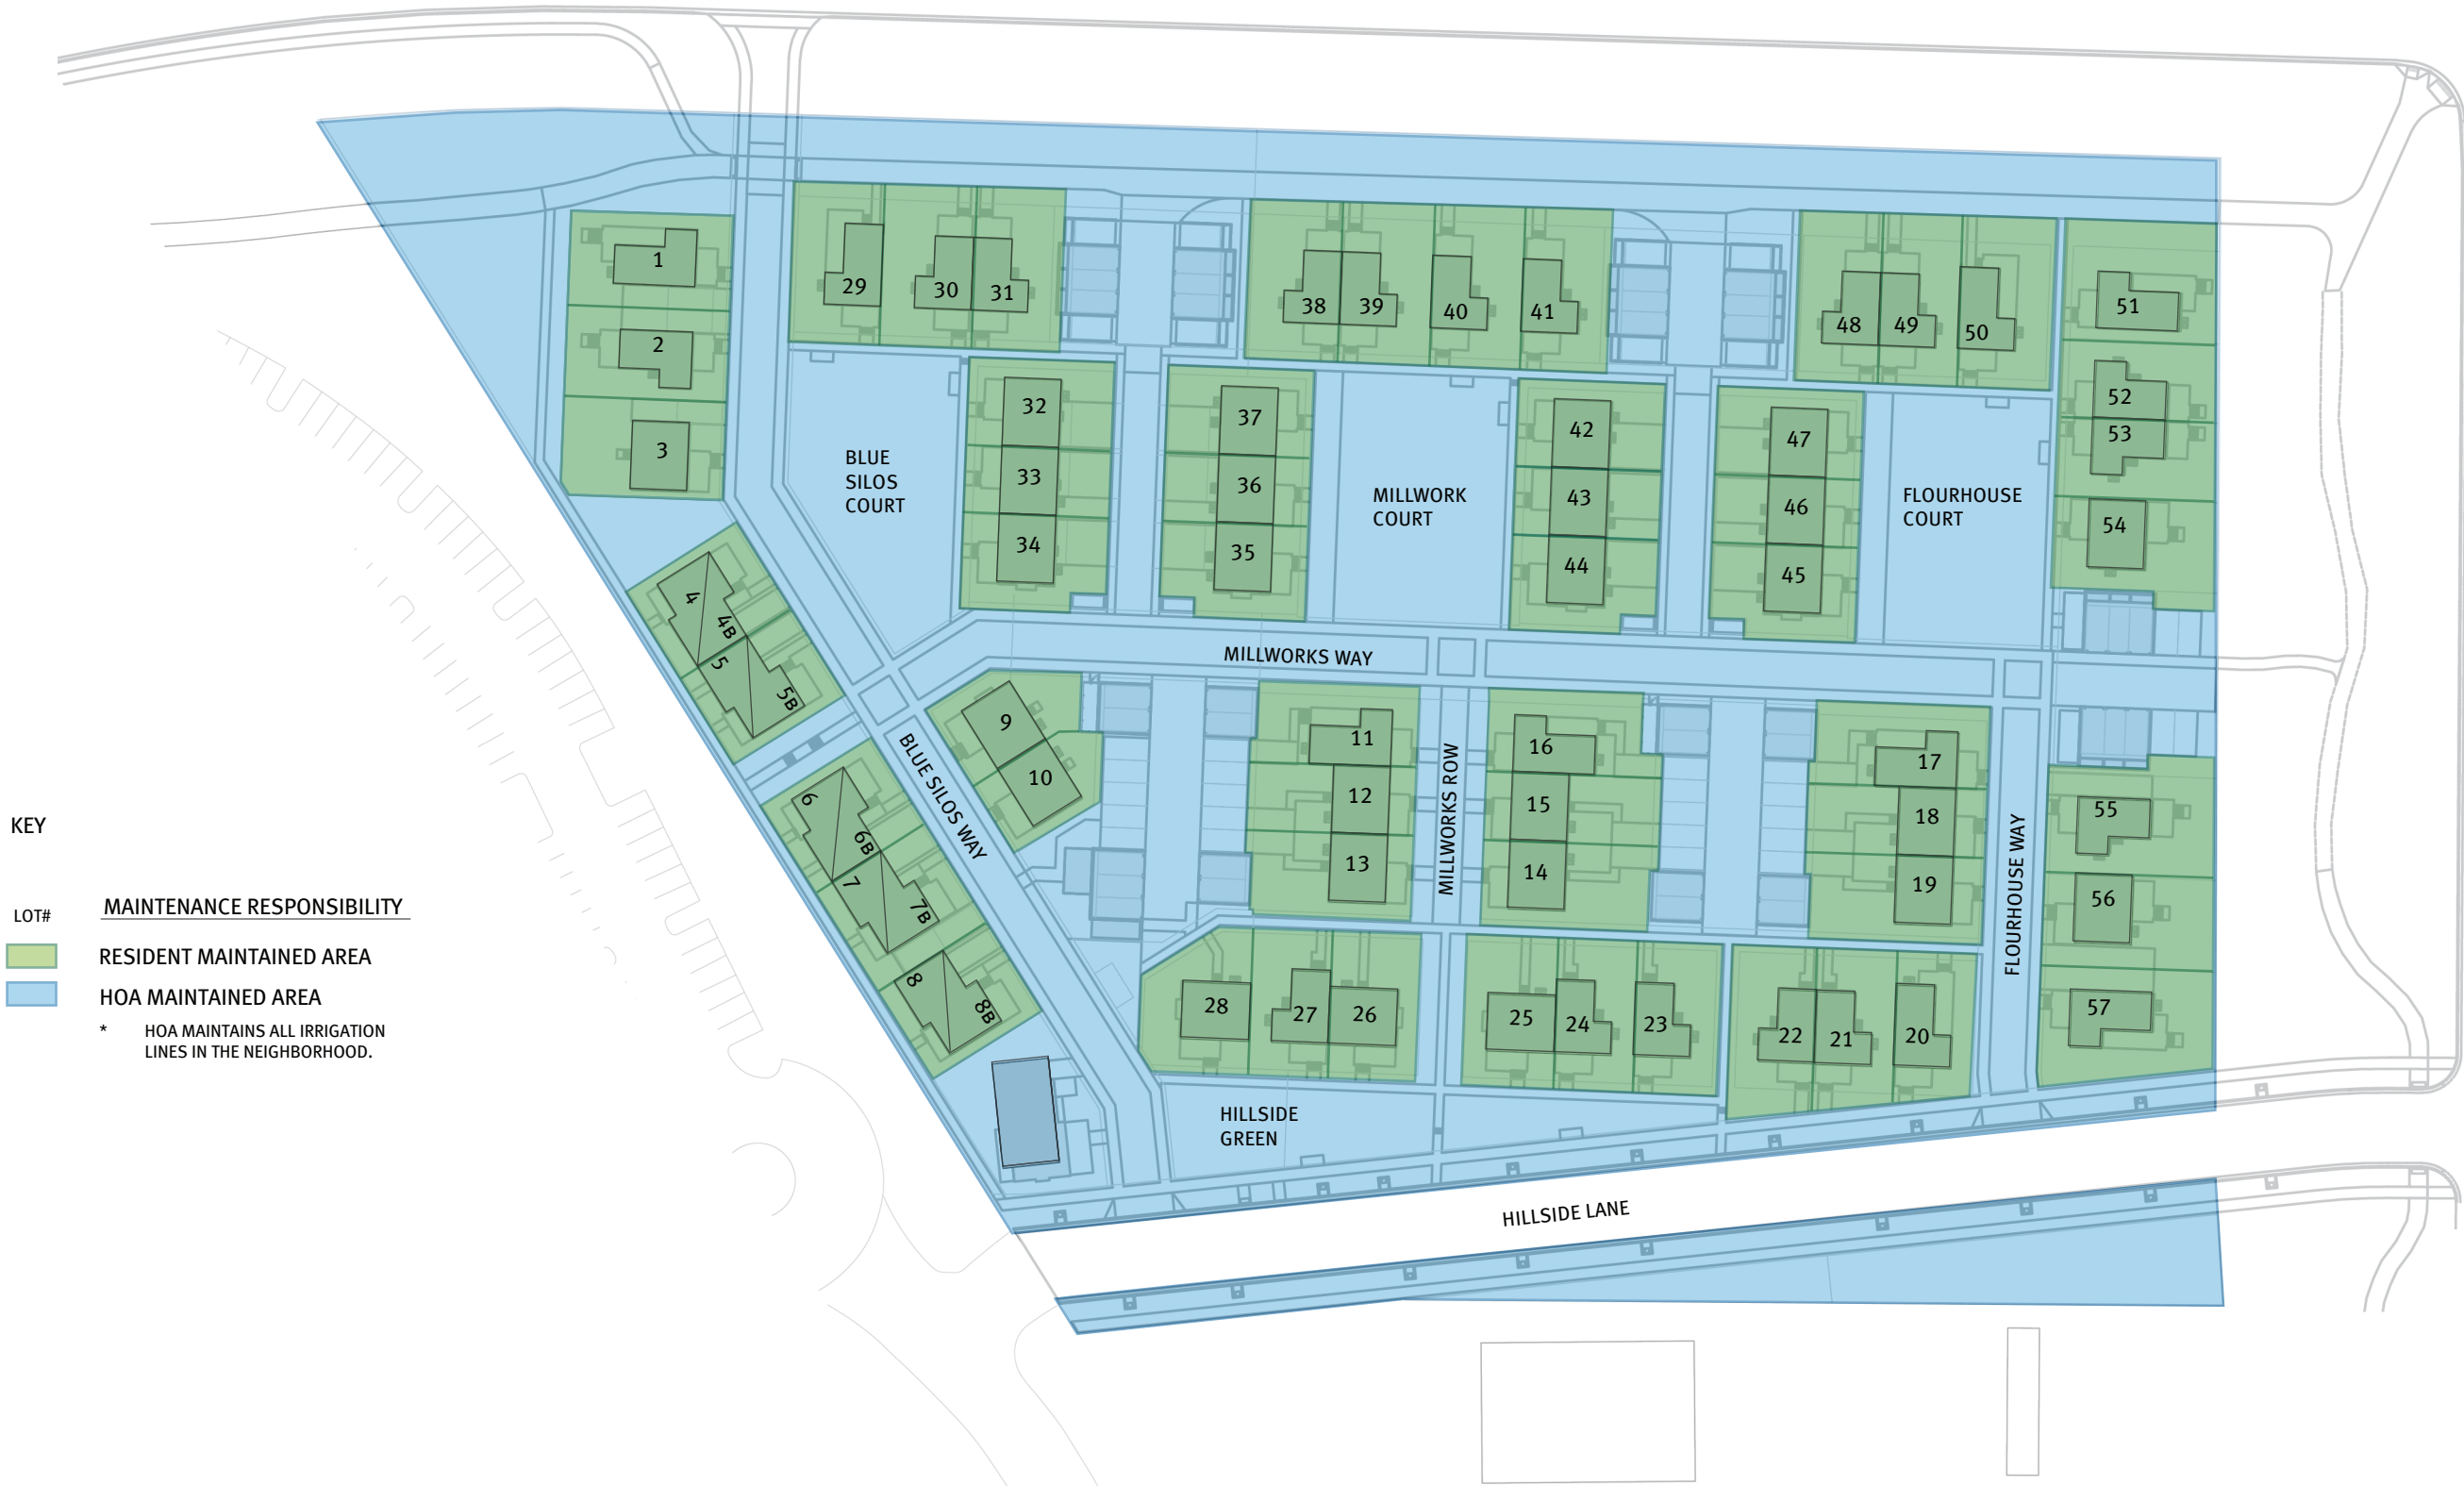 1
2
3
29
30
31
38
39
40
41
48
49
50
51
52
53
54
32
33
34
37
36
35
42
43
44
47
46
45
BLUE
SILOS
COURT
MILLWORK
COURT
FLOURHOUSE
COURT
4
4B
5
5B
MILLWORKS WAY
9
10
11
12
13
MILLWORKS ROW
16
15
14
17
18
19
FLOURHOUSE WAY
55
56
57
6
6B
7
7B
8
8B
BLUE SILOS WAY
28
27
26
25
24
23
22
21
20
HILLSIDE
GREEN
HILLSIDE LANE
KEY
LOT#
MAINTENANCE RESPONSIBILITY
RESIDENT MAINTAINED AREA
HOA MAINTAINED AREA
* HOA MAINTAINS ALL IRRIGATION
LINES IN THE NEIGHBORHOOD.